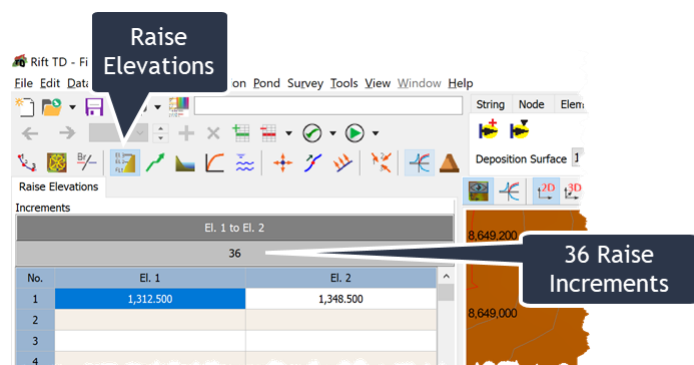 Raise
Elevations
Rift TD - Fi
File Edit Data on Pond Survey Tools View Window Help
String Node Elem
Br/-
Deposition Surface 1
Raise Elevations
2D 3D
Increments
El. 1 to El. 2
36
8,649,200
36 Raise
Increments
No. El. 1 El. 2
1 1,312.500 1,348.500
2
8,649,000
3
4